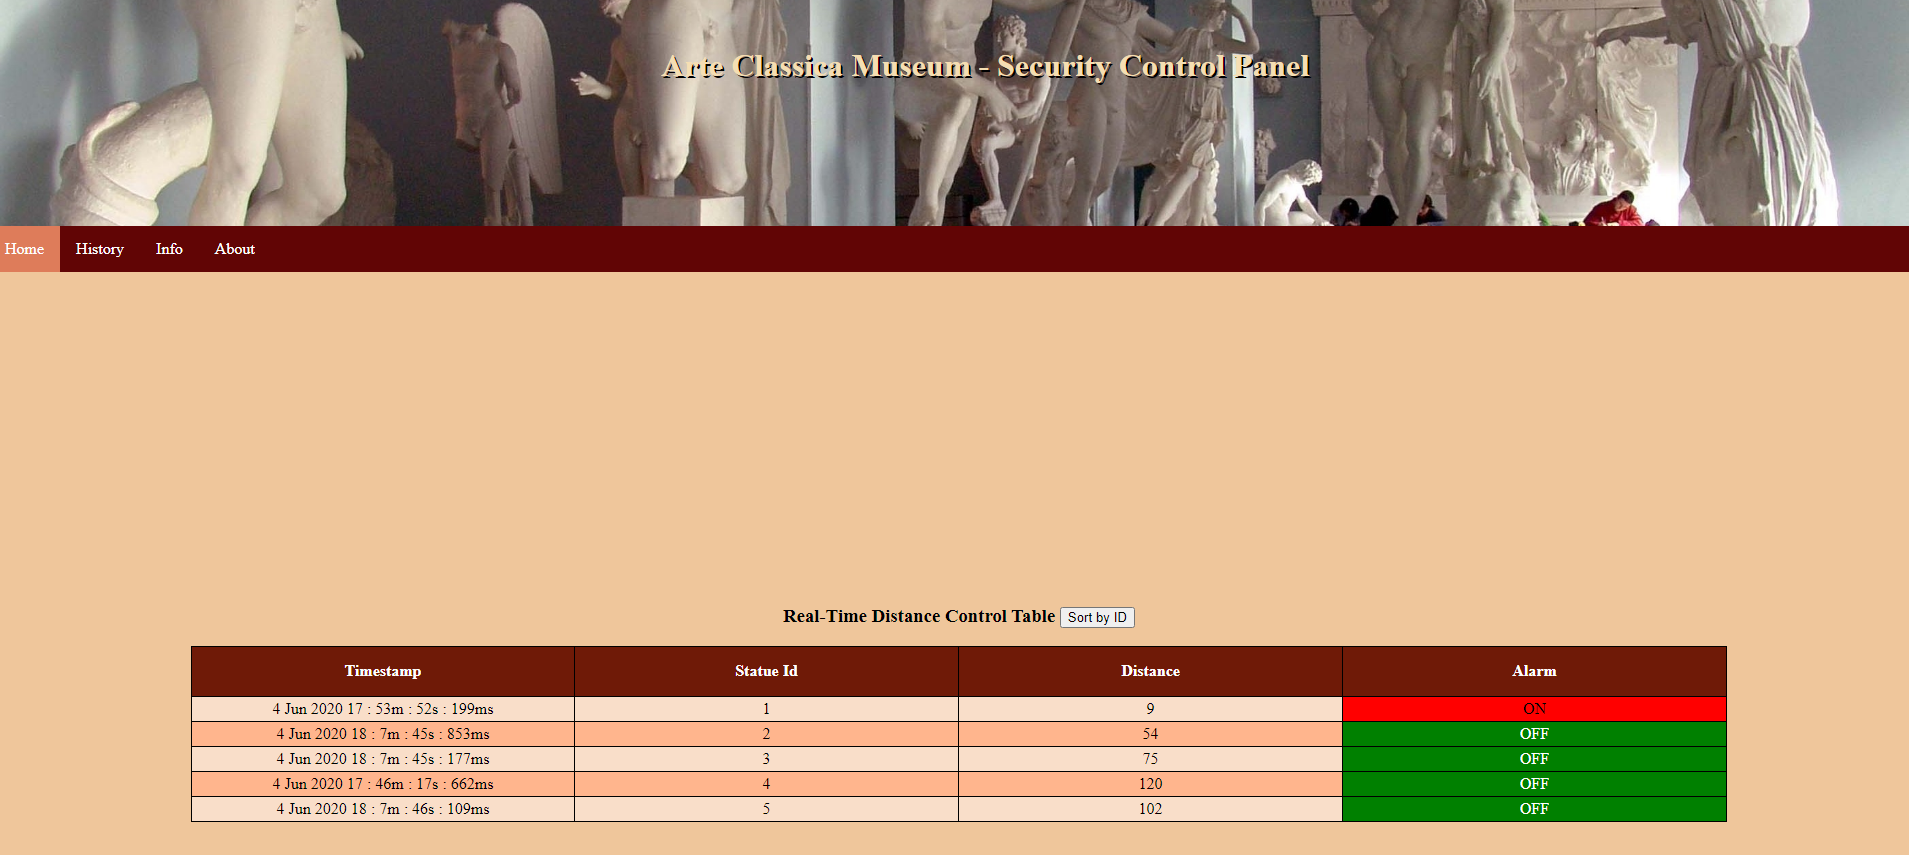 Arte Classica Museum - Security Control Panel
Home History Info About
Real-Time Distance Control Table Sort by ID
Timestamp Statue Id Distance Alarm
4 Jun 2020 17 : 53m : 52s : 199ms 1 9 ON
4 Jun 2020 18 : 7m : 45s : 853ms 2 54 OFF
4 Jun 2020 18 : 7m : 45s : 177ms 3 75 OFF
4 Jun 2020 17 : 46m : 17s : 662ms 4 120 OFF
4 Jun 2020 18 : 7m : 46s : 109ms 5 102 OFF